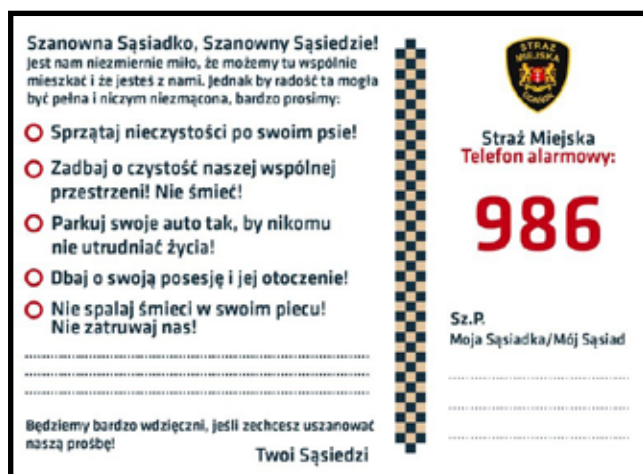 Szanowna Sąsiadko, Szanowny Sąsiedzie!
Jest nam niezmiernie miło, że możemy tu wspólnie
mieszkać i że jesteś z nami. Jednak by radość ta mogła
być pełna i niczym niezmącona, bardzo prosimy:
Sprzątaj nieczystości po swoim psie!
Zadbaj o czystość naszej wspólnej
przestrzeni! Nie śmieć!
Parkuj swoje auto tak, by nikomu
nie utrudniać życia!
Dbaj o swoją posesję i jej otoczenie!
Nie spalaj śmieci w swoim piecu!
Nie zatruwaj nas!
Będziemy bardzo wdzięczni, jeśli zechcesz uszanować
naszą prośbę!
Twoi Sąsiedzi
STRAŻ
MIEJSKA
GDAŃSK
Straż Miejska
Telefon alarmowy:
986
Sz.P.
Moja Sąsiadka/Mój Sąsiad